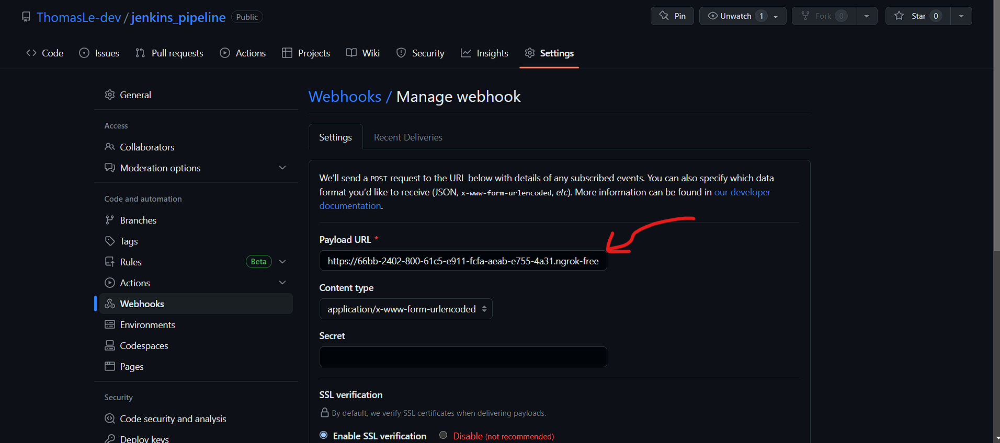 ThomasLe-dev / jenkins_pipeline Public
Pin
Unwatch 1
Fork 0
Star 0
Code
Issues
Pull requests
Actions
Projects
Wiki
Security
Insights
Settings
General
Access
Collaborators
Moderation options
Code and automation
Branches
Tags
Rules Beta
Actions
Webhooks
Environments
Codespaces
Pages
Security
Code security and analysis
Deploy keys
Webhooks / Manage webhook
Settings
Recent Deliveries
We'll send a POST request to the URL below with details of any subscribed events. You can also specify which data
format you'd like to receive (JSON, x-www-form-urlencoded, etc). More information can be found in our developer
documentation.
Payload URL *
https://66bb-2402-800-61c5-e911-fcfa-aeab-e755-4a31.ngrok-free
Content type
application/x-www-form-urlencoded
Secret
SSL verification
By default, we verify SSL certificates when delivering payloads.
Enable SSL verification
Disable (not recommended)